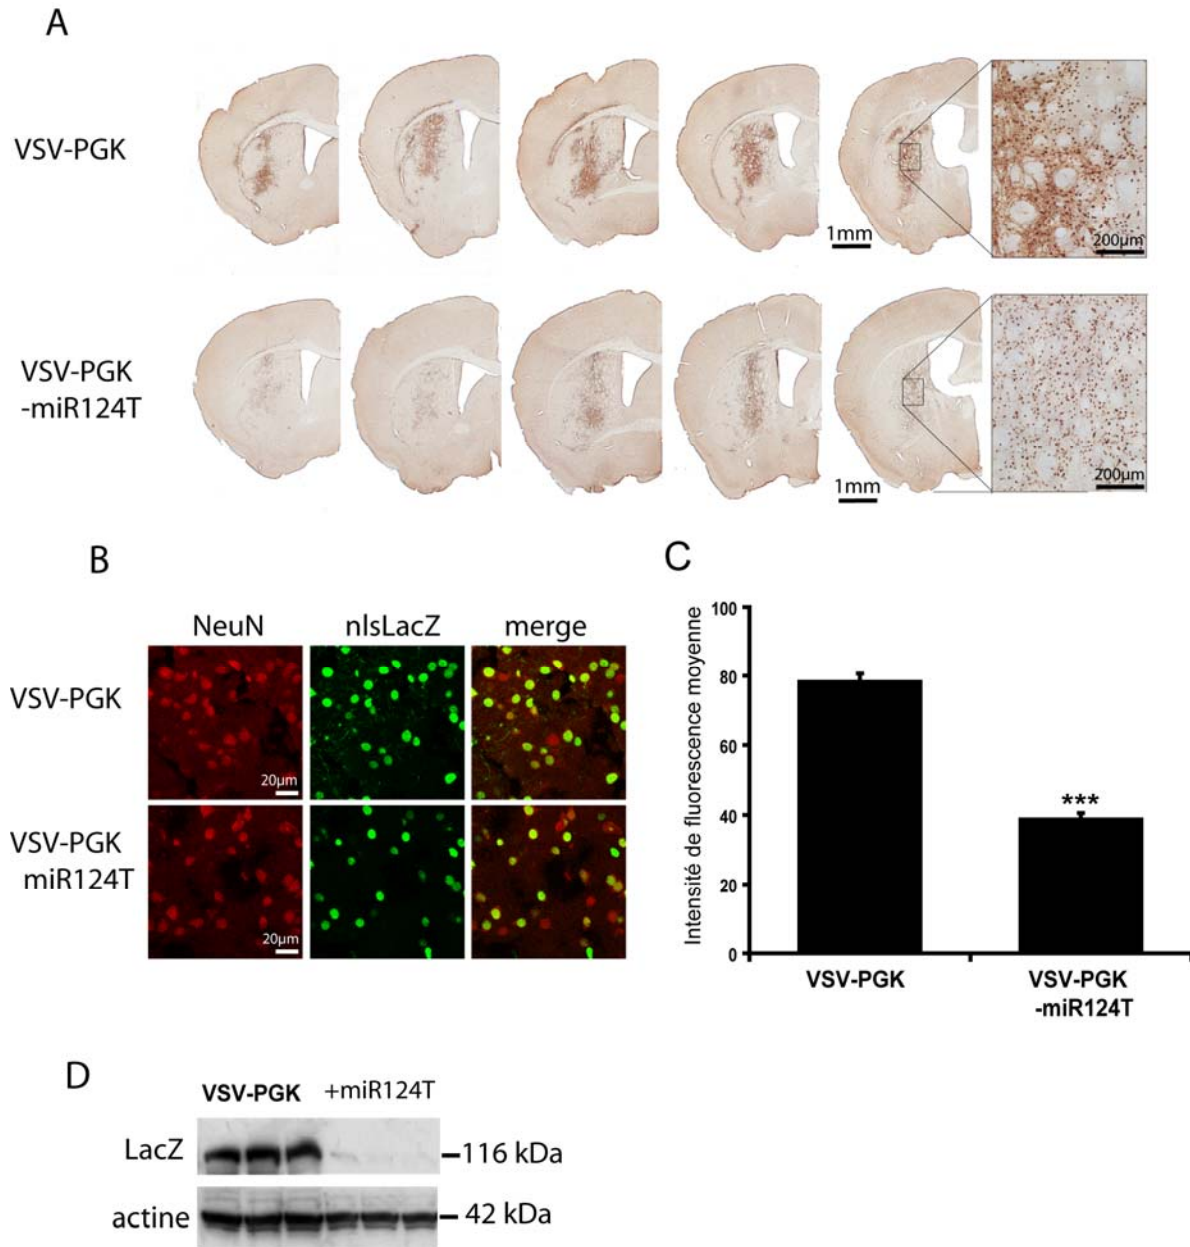 A
VSV-PGK
1mm
200µm
VSV-PGK
-miR124T
1mm
200µm
B
NeuN
nlsLacZ
merge
VSV-PGK
20µm
VSV-PGK
miR124T
20µm
C
Intensité de fluorescence moyenne
100
80
60
40
20
0
***
VSV-PGK
VSV-PGK
-miR124T
D
VSV-PGK
+miR124T
LacZ
116 kDa
actine
42 kDa